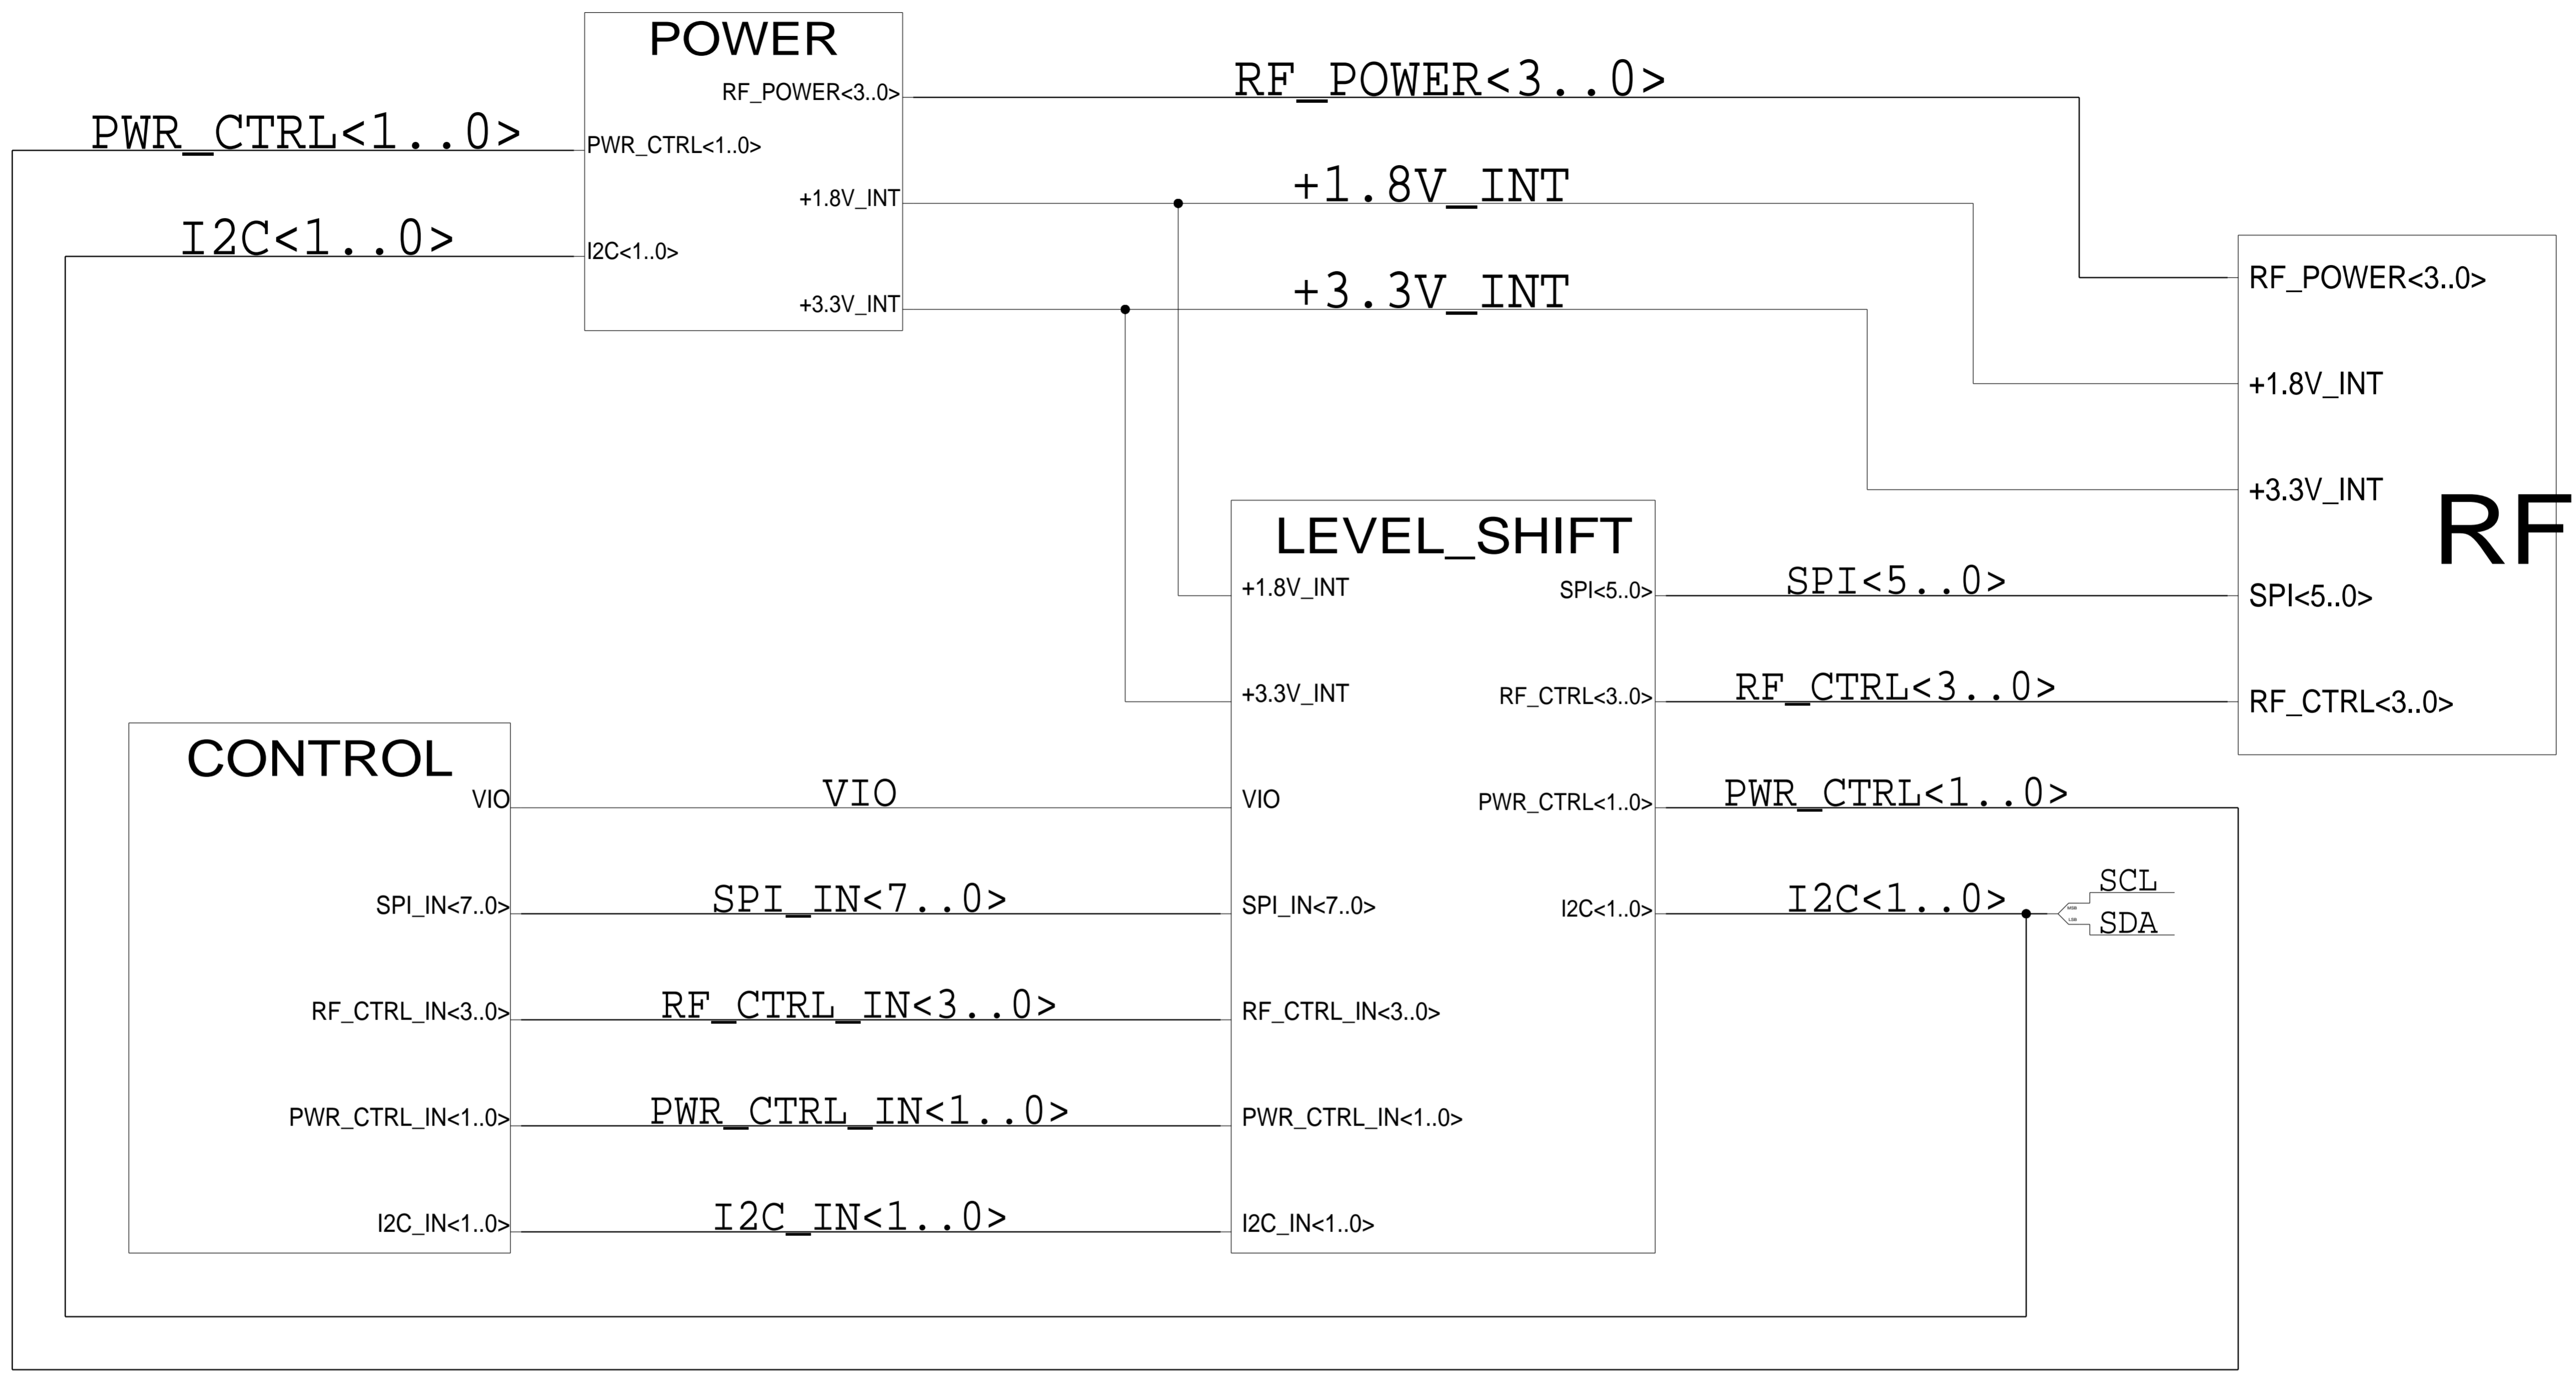 POWER
RF_POWER<3..0>
PWR_CTRL<1..0>
+1.8V_INT
I2C<1..0>
+3.3V_INT
PWR_CTRL<1..0>
I2C<1..0>
RF_POWER<3..0>
+1.8V_INT
+3.3V_INT
RF_POWER<3..0>
+1.8V_INT
+3.3V_INT
RF
SPI<5..0>
RF_CTRL<3..0>
LEVEL_SHIFT
+1.8V_INT
SPI<5..0>
+3.3V_INT
RF_CTRL<3..0>
VIO
PWR_CTRL<1..0>
SPI_IN<7..0>
I2C<1..0>
RF_CTRL_IN<3..0>
PWR_CTRL_IN<1..0>
I2C_IN<1..0>
SPI<5..0>
RF_CTRL<3..0>
PWR_CTRL<1..0>
I2C<1..0>
SCL
MSB
LSB
SDA
CONTROL
VIO
SPI_IN<7..0>
RF_CTRL_IN<3..0>
PWR_CTRL_IN<1..0>
I2C_IN<1..0>
VIO
SPI_IN<7..0>
RF_CTRL_IN<3..0>
PWR_CTRL_IN<1..0>
I2C_IN<1..0>